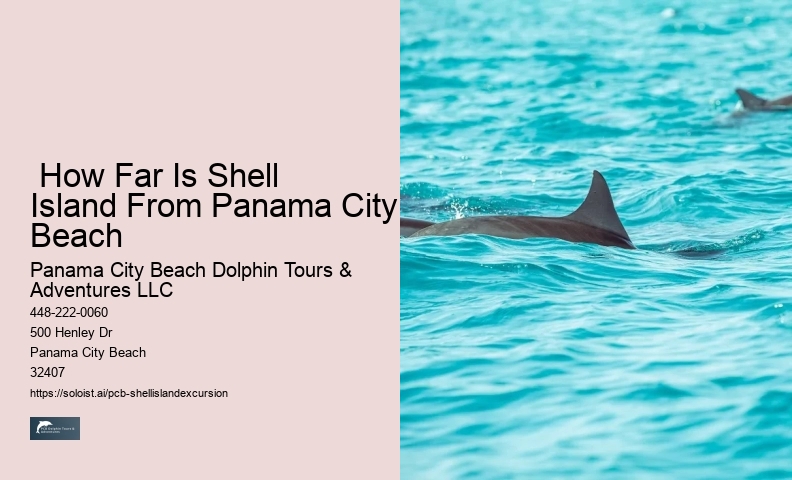 How Far Is Shell
Island From Panama City
Beach
Panama City Beach Dolphin Tours &
Adventures LLC
448-222-0060
500 Henley Dr
Panama City Beach
32407
https://soloist.ai/pcb-shellislandexcursion